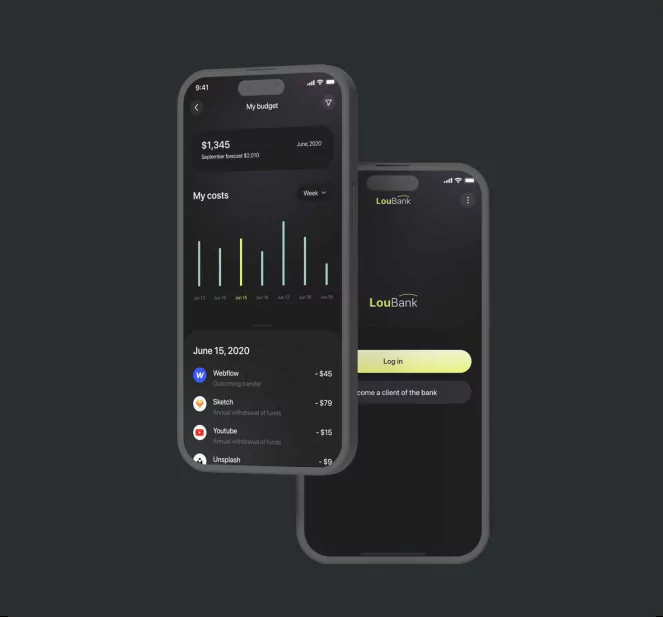 9:41
My budget
$1,345
June, 2020
September forecast $2,010
My costs
Week
Jun 13 Jun 14 Jun 15 Jun 16 Jun 17 Jun 18 Jun 19
June 15, 2020
Webflow - $45
Outcoming transfer
Sketch - $79
Annual withdrawal of funds
Youtube - $15
Annual withdrawal of funds
Unsplash - $9
LouBank
LouBank
Log in
ome a client of the bank